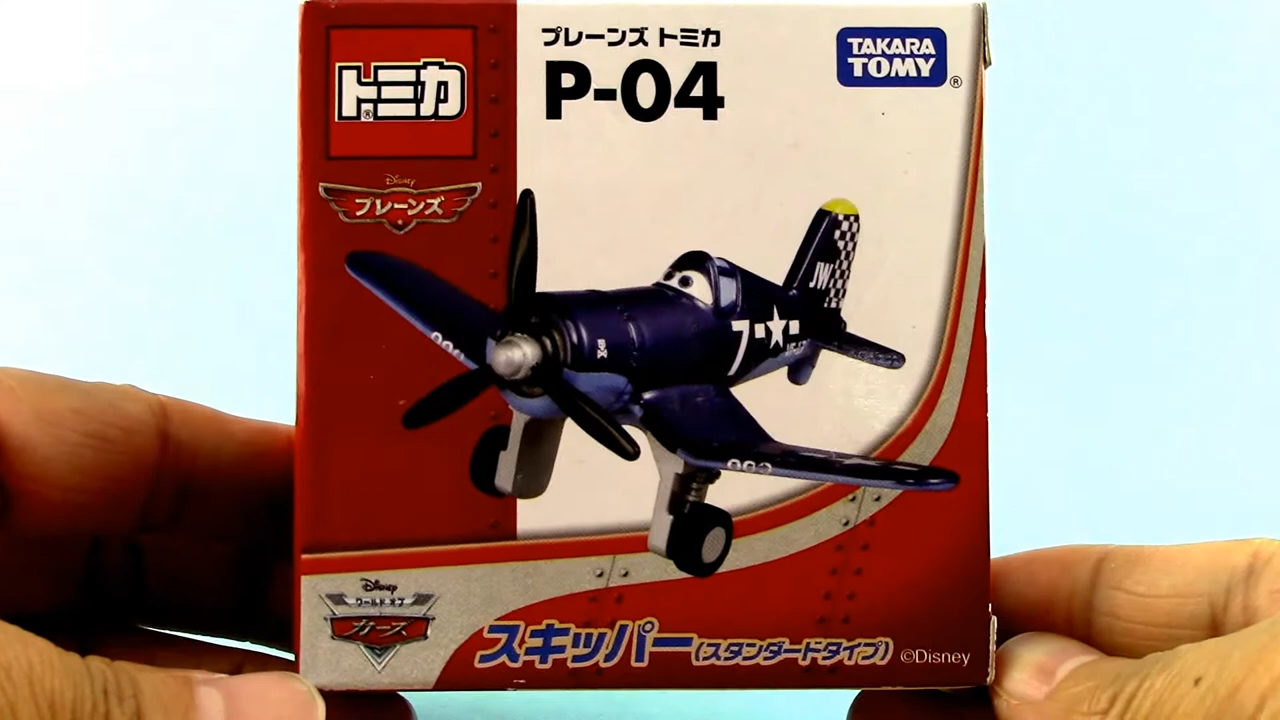 トミカ®
プレーンズ トミカ
P-04
TAKARA
TOMY®
Disney
プレーンズ
JW
7
Disney
ワールド オブ
カーズ
スキッパー(スタンダードタイプ)
©Disney